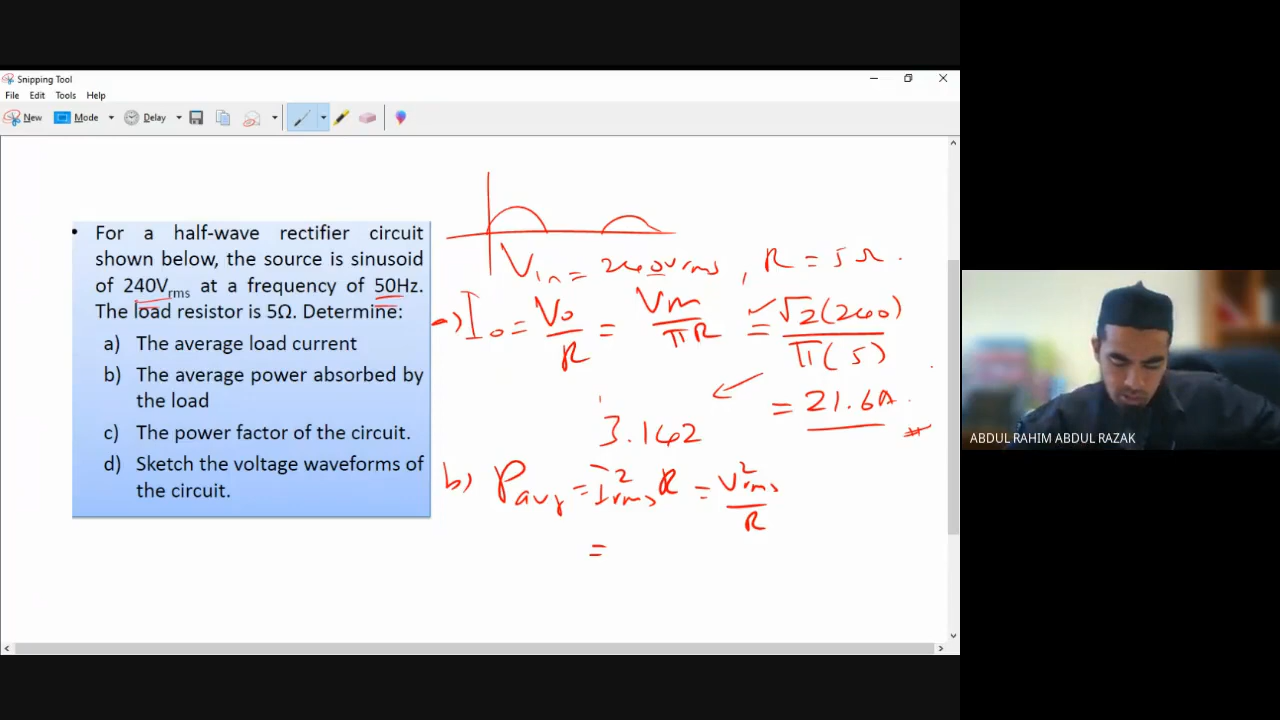 Snipping Tool
File Edit Tools Help
New Mode Delay
• For a half-wave rectifier circuit
shown below, the source is sinusoid
of 240Vrms at a frequency of 50Hz.
The load resistor is 5Ω. Determine:
a) The average load current
b) The average power absorbed by
the load
c) The power factor of the circuit.
d) Sketch the voltage waveforms of
the circuit.
Vin = 240Vrms , R = 5Ω.
a) Io = Vo/R = Vm/πR = √2(240)/π(5)
= 21.6A.
3.142
b) Pavg = I²rms R = V²rms/R
=
ABDUL RAHIM ABDUL RAZAK